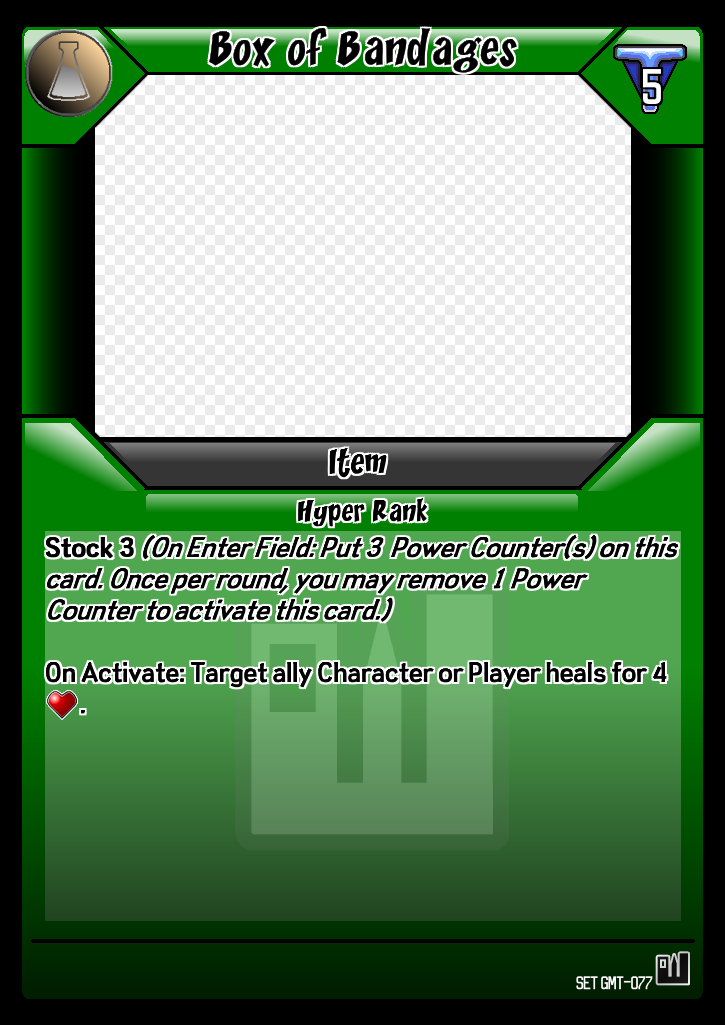 Box of Bandages
5
Item
Hyper Rank
Stock 3 (On Enter Field: Put 3 Power Counter(s) on this
card. Once per round, you may remove 1 Power
Counter to activate this card.)
On Activate: Target ally Character or Player heals for 4
.
SET GMT-077